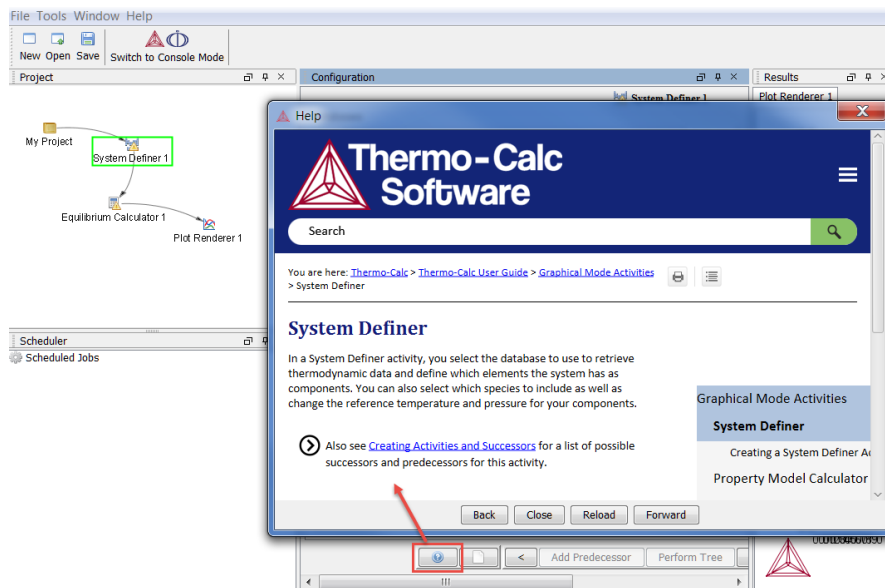 File Tools Window Help
New Open Save Switch to Console Mode
Project
My Project
System Definer 1
Equilibrium Calculator 1
Plot Renderer 1
Scheduler
Scheduled Jobs
Configuration
System Definer 1
Results
Plot Renderer 1
Help
Thermo-Calc
Software
Search
You are here: Thermo-Calc > Thermo-Calc User Guide > Graphical Mode Activities
> System Definer
System Definer
In a System Definer activity, you select the database to use to retrieve
thermodynamic data and define which elements the system has as
components. You can also select which species to include as well as
change the reference temperature and pressure for your components.
Also see Creating Activities and Successors for a list of possible
successors and predecessors for this activity.
Graphical Mode Activities
System Definer
Creating a System Definer
Property Model Calculator
Back Close Reload Forward
< Add Predecessor Perform Tree